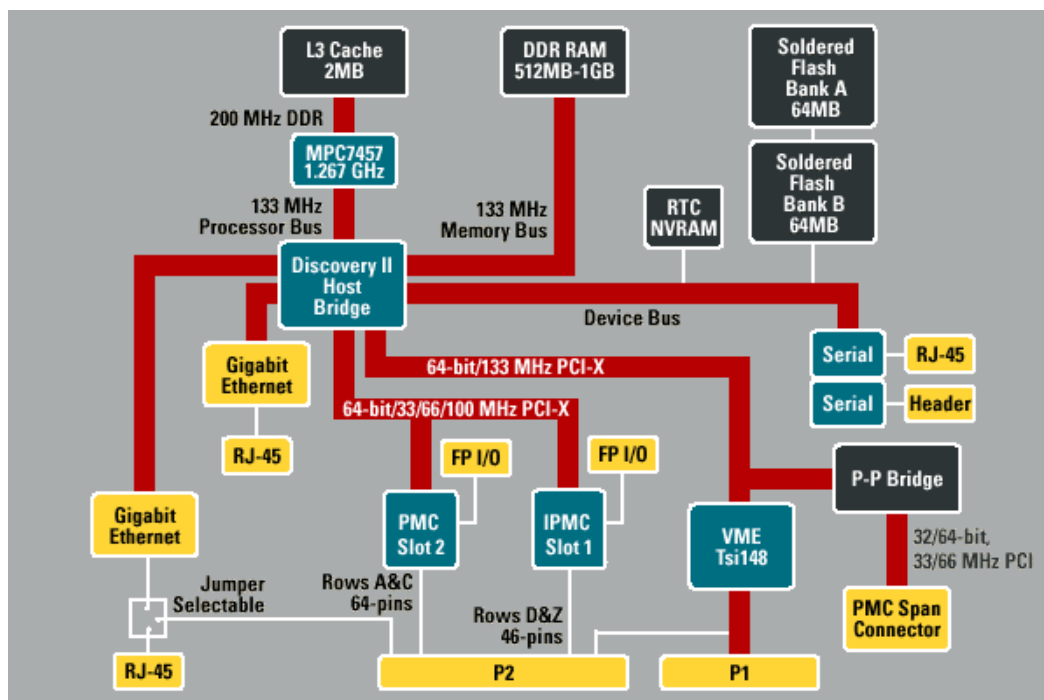 L3 Cache
2MB
DDR RAM
512MB-1GB
Soldered
Flash
Bank A
64MB
200 MHz DDR
MPC7457
1.267 GHz
Soldered
Flash
Bank B
64MB
133 MHz
Processor Bus
133 MHz
Memory Bus
RTC
NVRAM
Discovery II
Host
Bridge
Device Bus
Gigabit
Ethernet
64-bit/133 MHz PCI-X
Serial
RJ-45
64-bit/33/66/100 MHz PCI-X
Serial
Header
RJ-45
FP I/O
FP I/O
P-P Bridge
Gigabit
Ethernet
PMC
Slot 2
IPMC
Slot 1
VME
Tsi148
32/64-bit,
33/66 MHz PCI
Jumper
Selectable
Rows A&C
64-pins
Rows D&Z
46-pins
PMC Span
Connector
RJ-45
P2
P1